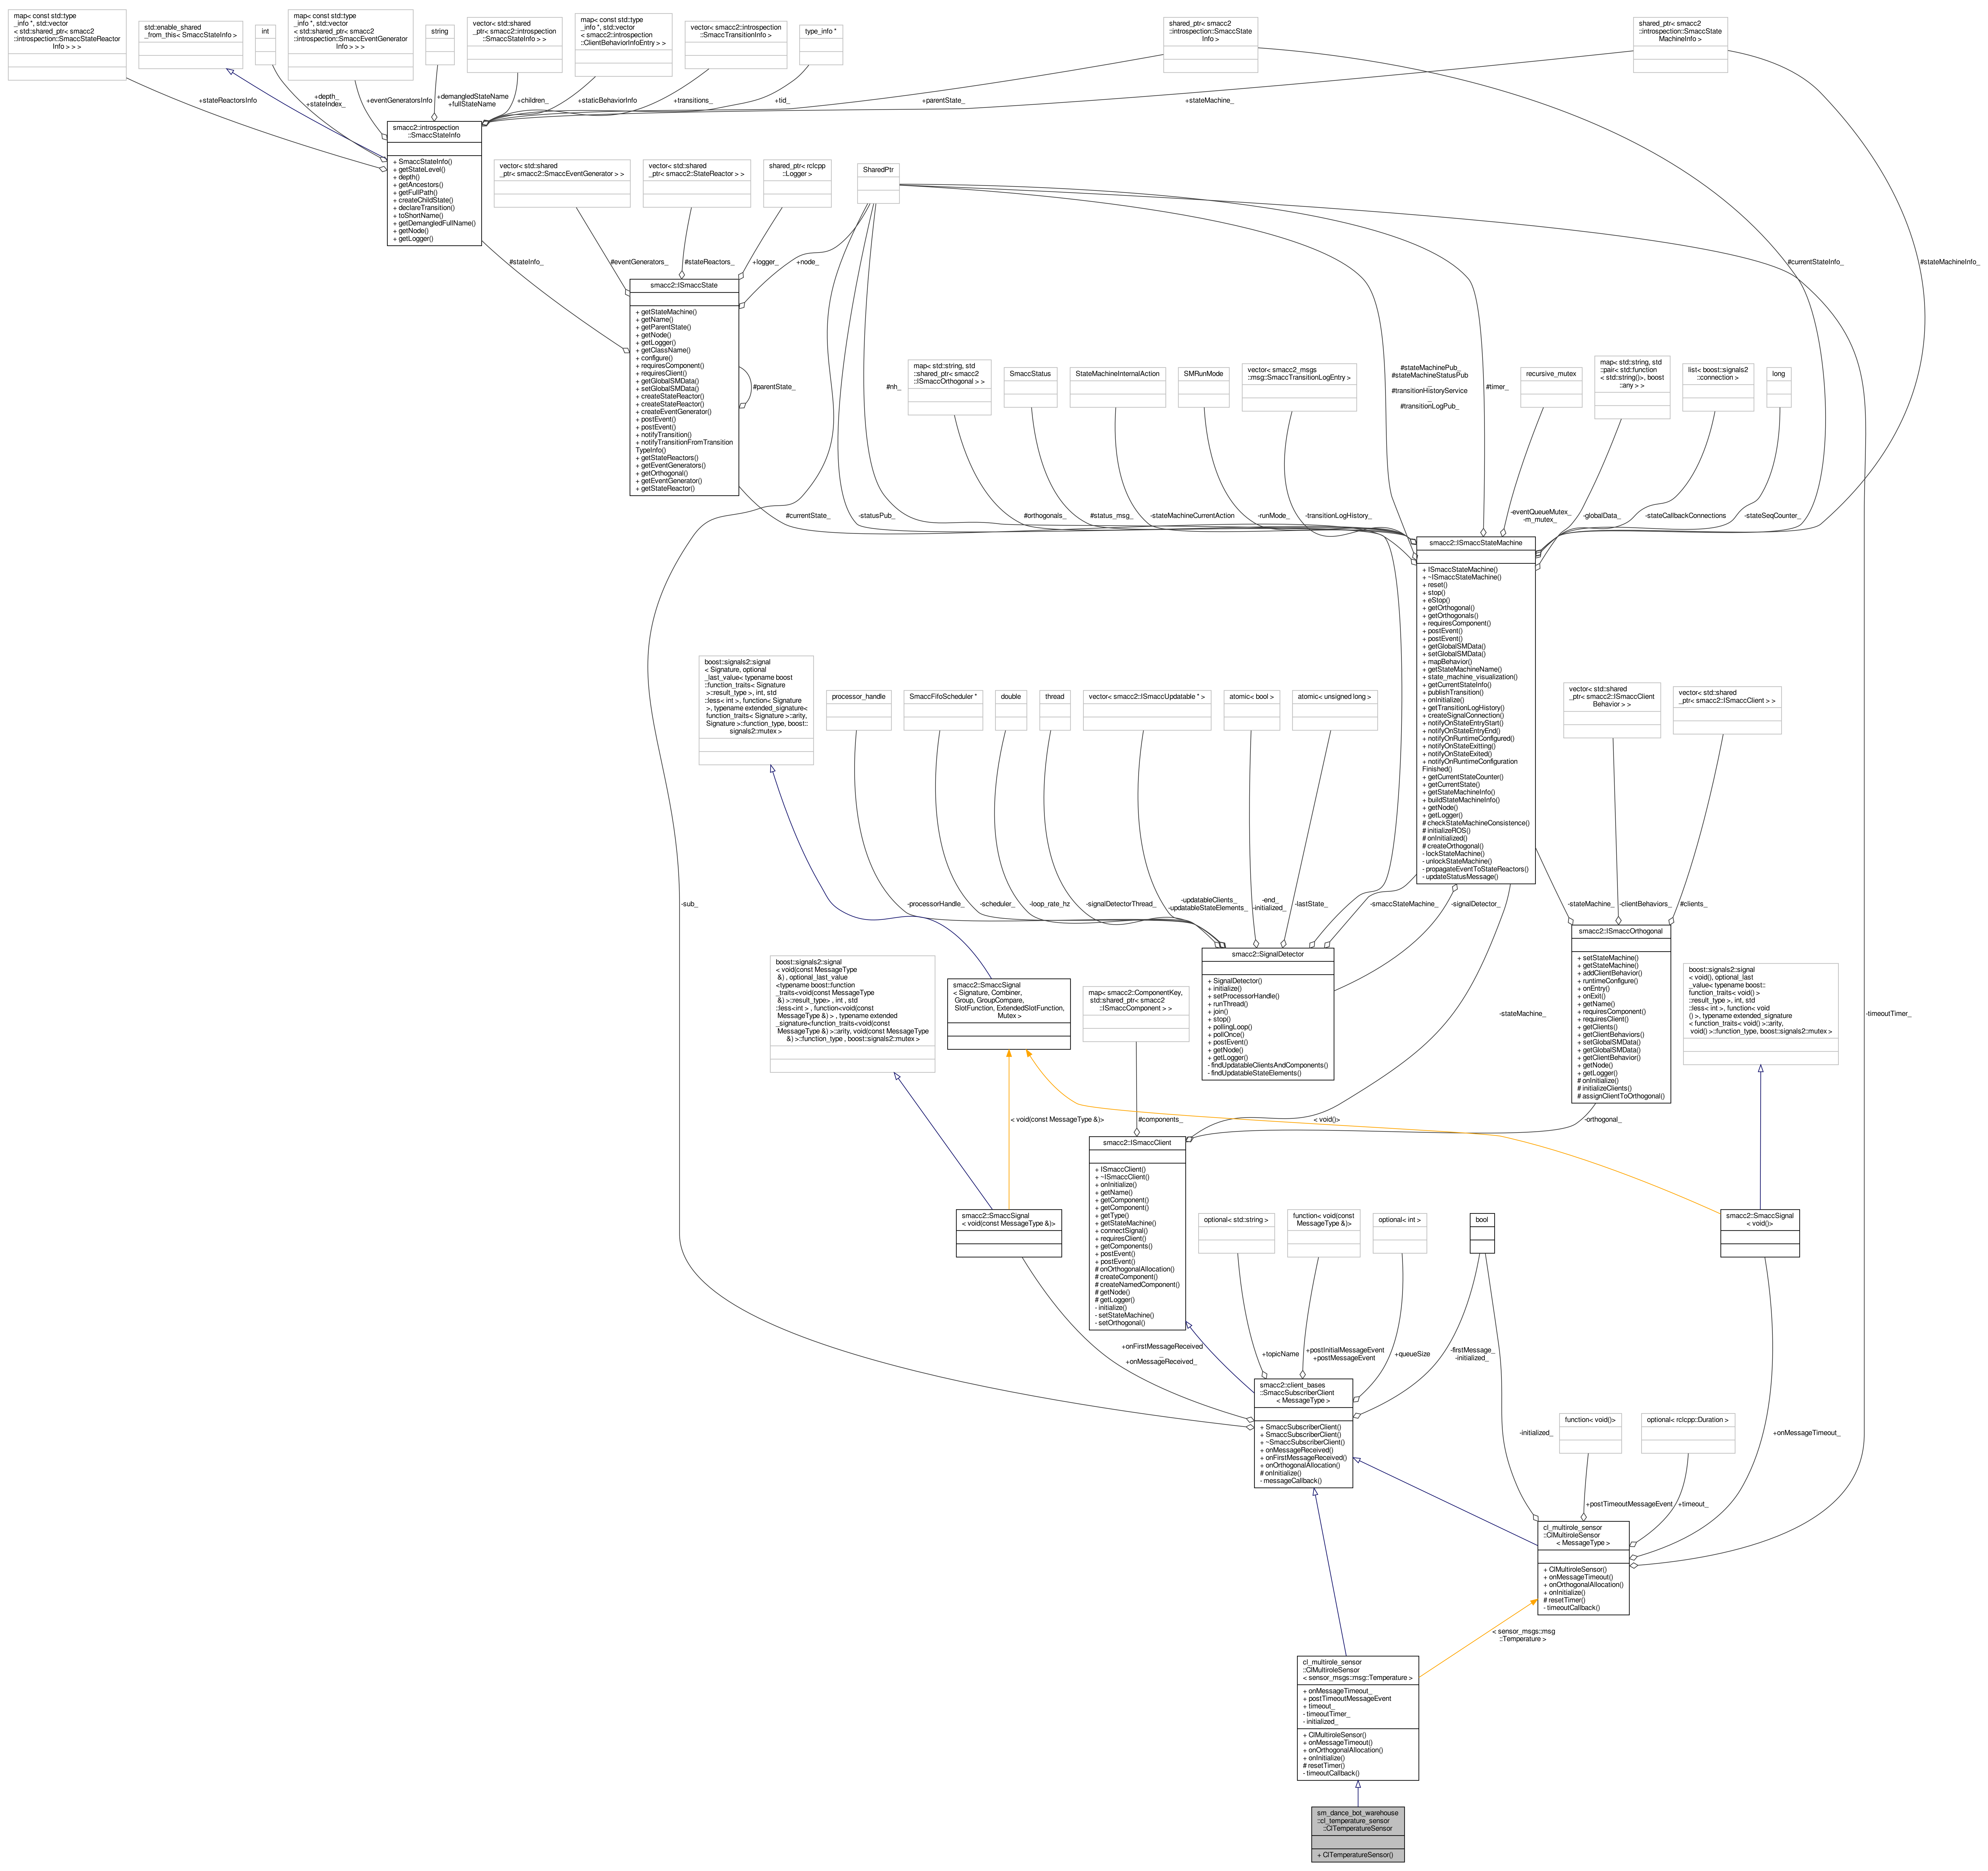 map< const std::type
_info *, std::vector
< std::shared_ptr< smacc2
::introspection::SmaccStateReactor
Info > > >
std::enable_shared
_from_this< SmaccStateInfo >
int
map< const std::type
_info *, std::vector
< std::shared_ptr< smacc2
::introspection::SmaccEventGenerator
Info > > >
string
vector< std::shared
_ptr< smacc2::introspection
::SmaccStateInfo > >
map< const std::type
_info *, std::vector
< smacc2::introspection
::ClientBehaviorInfoEntry > >
vector< smacc2::introspection
::SmaccTransitionInfo >
type_info *
shared_ptr< smacc2
::introspection::SmaccState
Info >
shared_ptr< smacc2
::introspection::SmaccState
MachineInfo >
+stateReactorsInfo
+depth_
+stateIndex_
+eventGeneratorsInfo
+demangledStateName
+fullStateName
+children_
+staticBehaviorInfo
+transitions_
+tid_
+parentState_
+stateMachine_
smacc2::introspection
::SmaccStateInfo
+ SmaccStateInfo()
+ getStateLevel()
+ depth()
+ getAncestors()
+ getFullPath()
+ createChildState()
+ declareTransition()
+ toShortName()
+ getDemangledFullName()
+ getNode()
+ getLogger()
vector< std::shared
_ptr< smacc2::SmaccEventGenerator > >
vector< std::shared
_ptr< smacc2::StateReactor > >
shared_ptr< rclcpp
::Logger >
SharedPtr
#stateInfo_
#eventGenerators_
#stateReactors_
+logger_
+node_
#currentStateInfo_
#stateMachineInfo_
smacc2::ISmaccState
+ getStateMachine()
+ getName()
+ getParentState()
+ getNode()
+ getLogger()
+ getClassName()
+ configure()
+ requiresComponent()
+ requiresClient()
+ getGlobalSMData()
+ setGlobalSMData()
+ createStateReactor()
+ createStateReactor()
+ createEventGenerator()
+ postEvent()
+ postEvent()
+ notifyTransition()
+ notifyTransitionFromTransition
TypeInfo()
+ getStateReactors()
+ getEventGenerators()
+ getOrthogonal()
+ getEventGenerator()
+ getStateReactor()
#parentState_
#nh_
map< std::string, std
::shared_ptr< smacc2
::ISmaccOrthogonal > >
SmaccStatus
StateMachineInternalAction
SMRunMode
vector< smacc2_msgs
::msg::SmaccTransitionLogEntry >
#stateMachinePub_
#stateMachineStatusPub
_
#transitionHistoryService
_
#transitionLogPub_
#timer_
recursive_mutex
map< std::string, std
::pair< std::function
< std::string()>, boost
::any > >
list< boost::signals2
::connection >
long
#currentState_
-statusPub_
#orthogonals_
#status_msg_
-stateMachineCurrentAction
-runMode_
-transitionLogHistory_
-eventQueueMutex_
-m_mutex_
-globalData_
-stateCallbackConnections
-stateSeqCounter_
smacc2::ISmaccStateMachine
+ ISmaccStateMachine()
+ ~ISmaccStateMachine()
+ reset()
+ stop()
+ eStop()
+ getOrthogonal()
+ getOrthogonals()
+ requiresComponent()
+ postEvent()
+ postEvent()
+ getGlobalSMData()
+ setGlobalSMData()
+ mapBehavior()
+ getStateMachineName()
+ state_machine_visualization()
+ getCurrentStateInfo()
+ publishTransition()
+ onInitialize()
+ getTransitionLogHistory()
+ createSignalConnection()
+ notifyOnStateEntryStart()
+ notifyOnStateEntryEnd()
+ notifyOnRuntimeConfigured()
+ notifyOnStateExitting()
+ notifyOnStateExited()
+ notifyOnRuntimeConfiguration
Finished()
+ getCurrentStateCounter()
+ getCurrentState()
+ getStateMachineInfo()
+ buildStateMachineInfo()
+ getNode()
+ getLogger()
# checkStateMachineConsistence()
# initializeROS()
# onInitialized()
# createOrthogonal()
- lockStateMachine()
- unlockStateMachine()
- propagateEventToStateReactors()
- updateStatusMessage()
boost::signals2::signal
< Signature, optional
_last_value< typename boost
::function_traits< Signature
>::result_type >, int, std
::less< int >, function< Signature
>, typename extended_signature<
function_traits< Signature >::arity,
Signature >::function_type, boost::
signals2::mutex >
processor_handle
SmaccFifoScheduler *
double
thread
vector< smacc2::ISmaccUpdatable * >
atomic< bool >
atomic< unsigned long >
vector< std::shared
_ptr< smacc2::ISmaccClient
Behavior > >
vector< std::shared
_ptr< smacc2::ISmaccClient > >
-sub_
-processorHandle_
-scheduler_
-loop_rate_hz
-signalDetectorThread_
-updatableClients_
-updatableStateElements_
-end_
-initialized_
-lastState_
-smaccStateMachine_
-signalDetector_
-stateMachine_
-clientBehaviors_
#clients_
smacc2::SignalDetector
+ SignalDetector()
+ initialize()
+ setProcessorHandle()
+ runThread()
+ join()
+ stop()
+ pollingLoop()
+ pollOnce()
+ postEvent()
+ getNode()
+ getLogger()
- findUpdatableClientsAndComponents()
- findUpdatableStateElements()
smacc2::ISmaccOrthogonal
+ setStateMachine()
+ getStateMachine()
+ addClientBehavior()
+ runtimeConfigure()
+ onEntry()
+ onExit()
+ getName()
+ requiresComponent()
+ requiresClient()
+ getClients()
+ getClientBehaviors()
+ setGlobalSMData()
+ getGlobalSMData()
+ getClientBehavior()
+ getNode()
+ getLogger()
# onInitialize()
# initializeClients()
# assignClientToOrthogonal()
boost::signals2::signal
< void(const MessageType
&) , optional_last_value
<typename boost::function
_traits<void(const MessageType
&) >::result_type> , int , std
::less<int > , function<void(const
MessageType &) > , typename extended
_signature<function_traits<void(const
MessageType &) >::arity, void(const MessageType
&) >::function_type , boost::signals2::mutex >
smacc2::SmaccSignal
< Signature, Combiner,
Group, GroupCompare,
SlotFunction, ExtendedSlotFunction,
Mutex >
map< smacc2::ComponentKey,
std::shared_ptr< smacc2
::ISmaccComponent > >
boost::signals2::signal
< void(), optional_last
_value< typename boost::
function_traits< void() >
::result_type >, int, std
::less< int >, function< void
() >, typename extended_signature
< function_traits< void() >::arity,
void() >::function_type, boost::signals2::mutex >
-stateMachine_
-timeoutTimer_
< void(const MessageType &)>
#components_
< void()>
-orthogonal_
smacc2::ISmaccClient
+ ISmaccClient()
+ ~ISmaccClient()
+ onInitialize()
+ getName()
+ getComponent()
+ getComponent()
+ getType()
+ getStateMachine()
+ connectSignal()
+ requiresClient()
+ getComponents()
+ postEvent()
+ postEvent()
# onOrthogonalAllocation()
# createComponent()
# createNamedComponent()
# getNode()
# getLogger()
- initialize()
- setStateMachine()
- setOrthogonal()
smacc2::SmaccSignal
< void(const MessageType &)>
optional< std::string >
function< void(const
MessageType &)>
optional< int >
bool
smacc2::SmaccSignal
< void()>
+onFirstMessageReceived
_
+onMessageReceived_
+topicName
+postInitialMessageEvent
+postMessageEvent
+queueSize
-firstMessage_
-initialized_
smacc2::client_bases
::SmaccSubscriberClient
< MessageType >
+ SmaccSubscriberClient()
+ SmaccSubscriberClient()
+ ~SmaccSubscriberClient()
+ onMessageReceived()
+ onFirstMessageReceived()
+ onOrthogonalAllocation()
# onInitialize()
- messageCallback()
function< void()>
optional< rclcpp::Duration >
-initialized_
+onMessageTimeout_
+postTimeoutMessageEvent
+timeout_
cl_multirole_sensor
::ClMultiroleSensor
< MessageType >
+ ClMultiroleSensor()
+ onMessageTimeout()
+ onOrthogonalAllocation()
+ onInitialize()
# resetTimer()
- timeoutCallback()
< sensor_msgs::msg
::Temperature >
cl_multirole_sensor
::ClMultiroleSensor
< sensor_msgs::msg::Temperature >
+ onMessageTimeout_
+ postTimeoutMessageEvent
+ timeout_
- timeoutTimer_
- initialized_
+ ClMultiroleSensor()
+ onMessageTimeout()
+ onOrthogonalAllocation()
+ onInitialize()
# resetTimer()
- timeoutCallback()
sm_dance_bot_warehouse
::cl_temperature_sensor
::ClTemperatureSensor
+ ClTemperatureSensor()